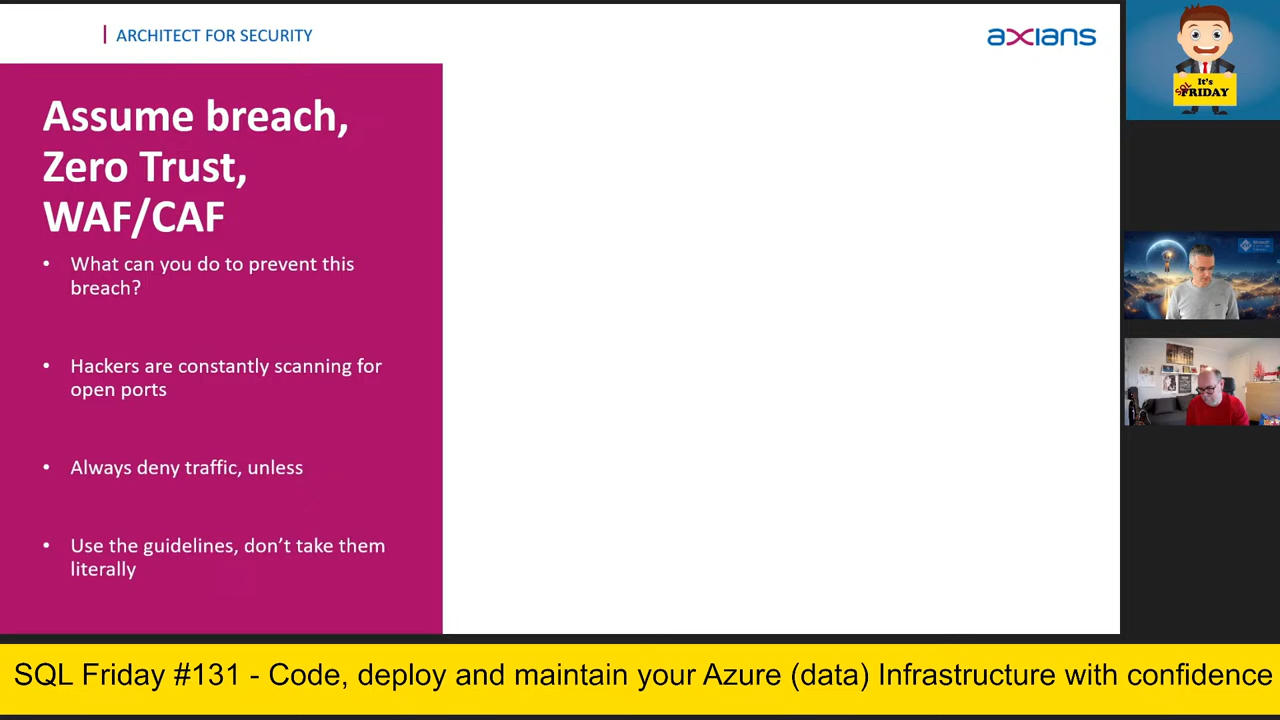 ARCHITECT FOR SECURITY
axians
Assume breach,
Zero Trust,
WAF/CAF
• What can you do to prevent this
breach?
• Hackers are constantly scanning for
open ports
• Always deny traffic, unless
• Use the guidelines, don’t take them
literally
It's
SQL
FRIDAY
SQL Friday #131 - Code, deploy and maintain your Azure (data) Infrastructure with confidence